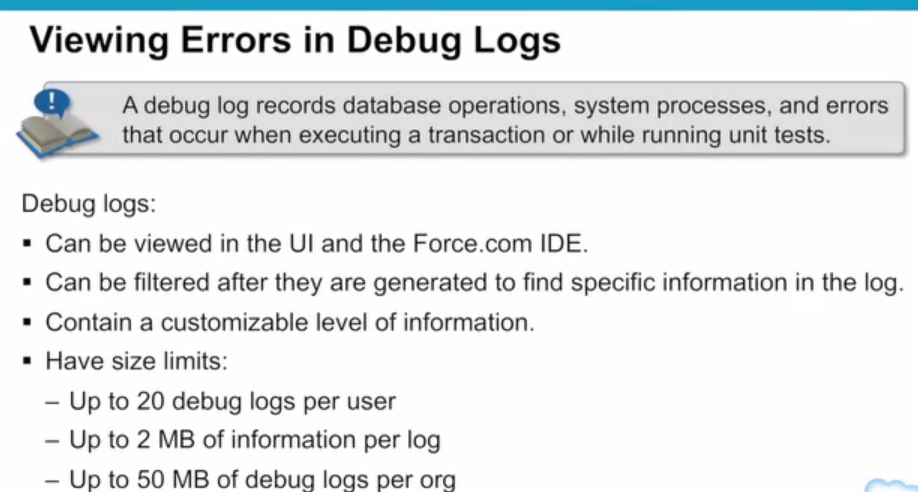 Viewing Errors in Debug Logs
A debug log records database operations, system processes, and errors
that occur when executing a transaction or while running unit tests.
Debug logs:
▪ Can be viewed in the UI and the Force.com IDE.
▪ Can be filtered after they are generated to find specific information in the log.
▪ Contain a customizable level of information.
▪ Have size limits:
– Up to 20 debug logs per user
– Up to 2 MB of information per log
– Up to 50 MB of debug logs per org